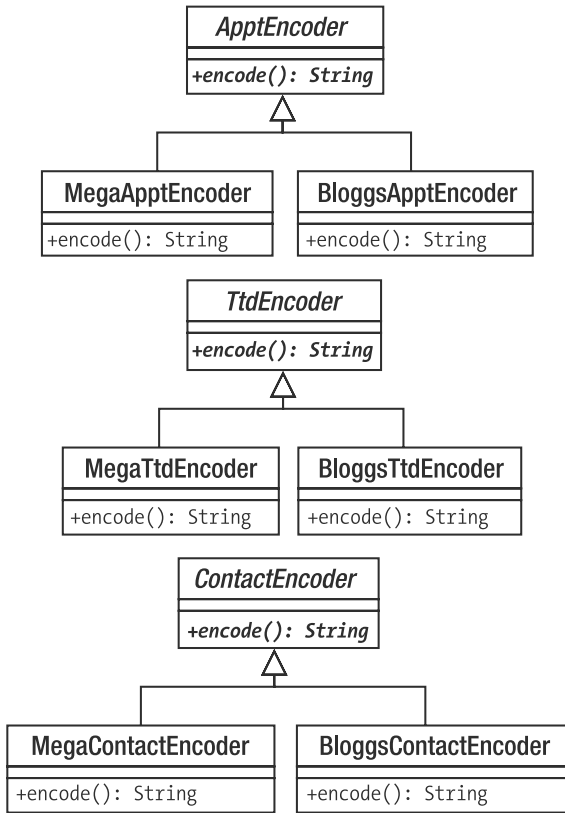 ApptEncoder
+encode(): String
MegaApptEncoder
+encode(): String
BloggsApptEncoder
+encode(): String
TtdEncoder
+encode(): String
MegaTtdEncoder
+encode(): String
BloggsTtdEncoder
+encode(): String
ContactEncoder
+encode(): String
MegaContactEncoder
+encode(): String
BloggsContactEncoder
+encode(): String